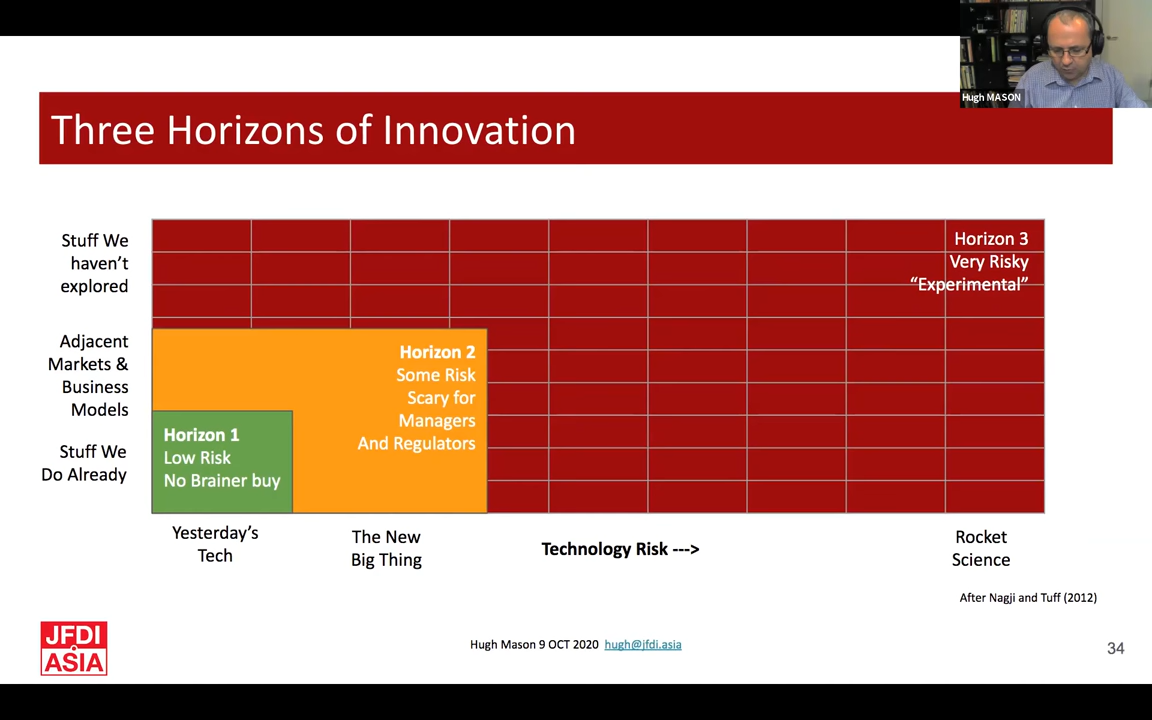 Hugh MASON
Three Horizons of Innovation
Stuff We
haven’t
explored
Adjacent
Markets &
Business
Models
Stuff We
Do Already
Horizon 3
Very Risky
“Experimental”
Horizon 2
Some Risk
Scary for
Managers
And Regulators
Horizon 1
Low Risk
No Brainer buy
Yesterday’s
Tech
The New
Big Thing
Technology Risk --->
Rocket
Science
After Nagji and Tuff (2012)
JFDI
ASIA
Hugh Mason 9 OCT 2020 hugh@jfdi.asia
34